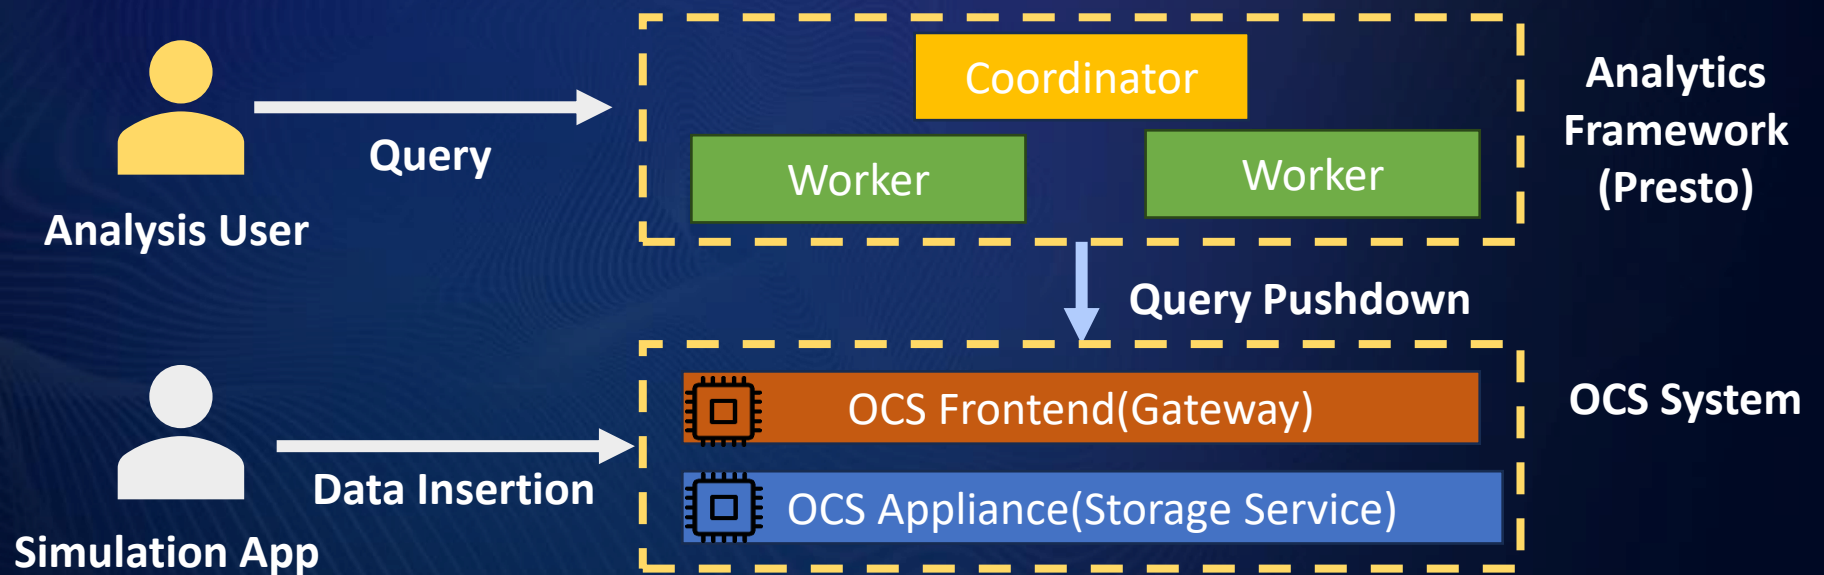 Analysis User
Query
Coordinator
Worker
Worker
Analytics
Framework
(Presto)
Query Pushdown
Simulation App
Data Insertion
OCS Frontend(Gateway)
OCS Appliance(Storage Service)
OCS System